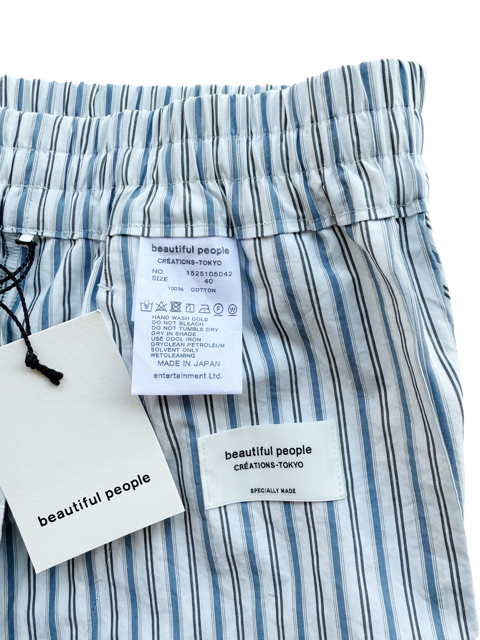 beautiful people
CRÉATIONS-TOKYO
NO. 1525105042
SIZE 40
100% COTTON
HAND WASH COLD
DO NOT BLEACH
DO NOT TUMBLE DRY
DRY IN SHADE
USE COOL IRON
DRYCLEAN PETROLEUM
SOLVENT ONLY
WETCLEANING
MADE IN JAPAN
entertainment Ltd.
beautiful people
CRÉATIONS-TOKYO
SPECIALLY MADE
beautiful people